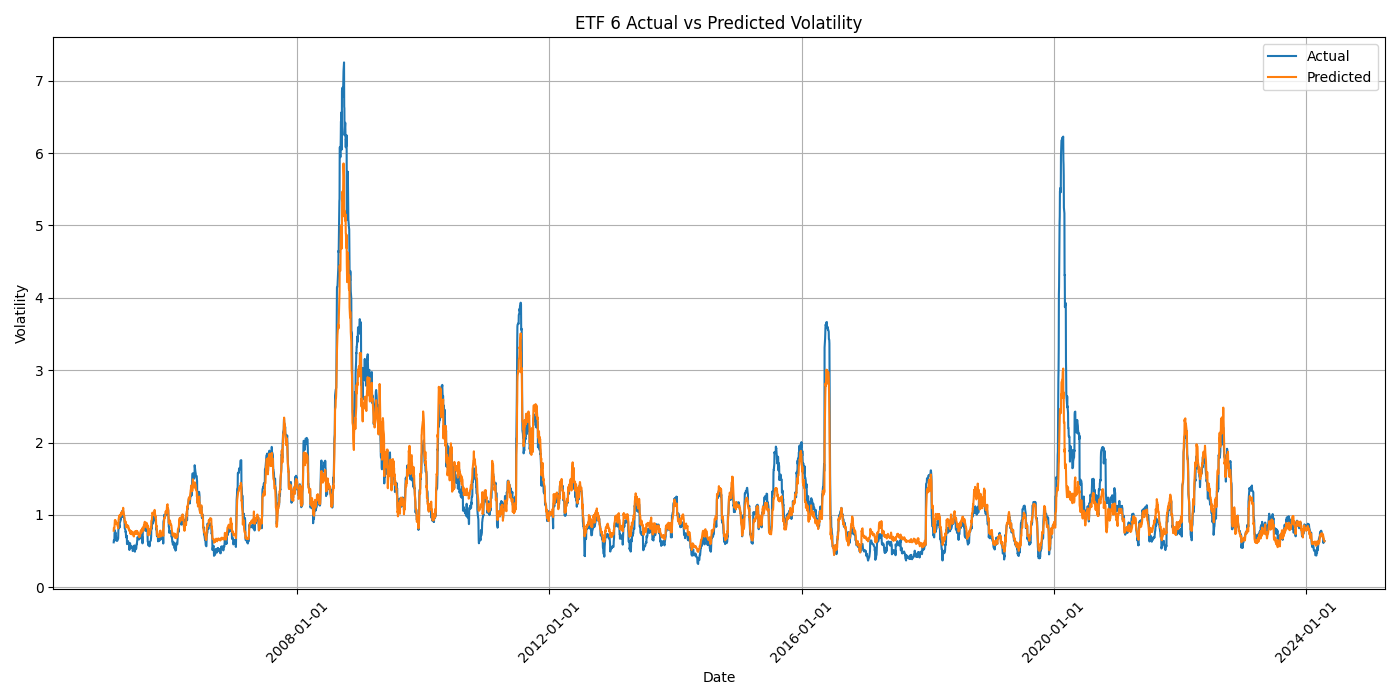 ETF 6 Actual vs Predicted Volatility
Actual
Predicted
7
6
5
4
3
2
1
0
Volatility
2008-01-01
2012-01-01
2016-01-01
2020-01-01
2024-01-01
Date